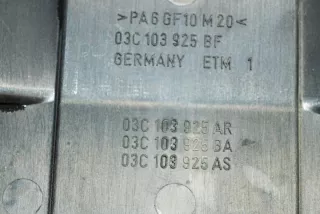 >PA6 GF10 M20<
03C 103 925 BF
GERMANY ETM 1
03C 103 925 AR
03C 103 925 BA
03C 103 925 AS